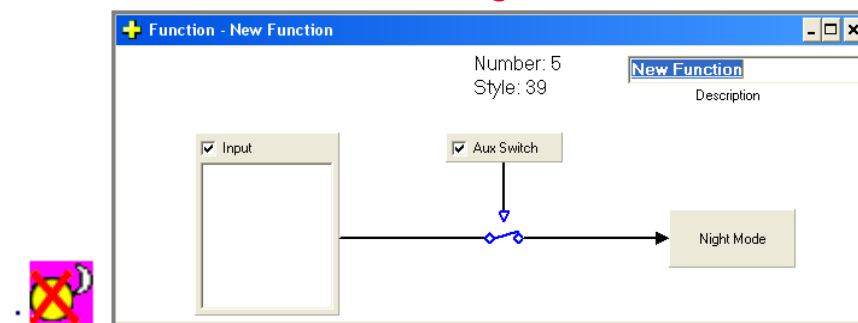 Function - New Function
Number: 5
Style: 39
New Function
Description
Input
Aux Switch
Night Mode